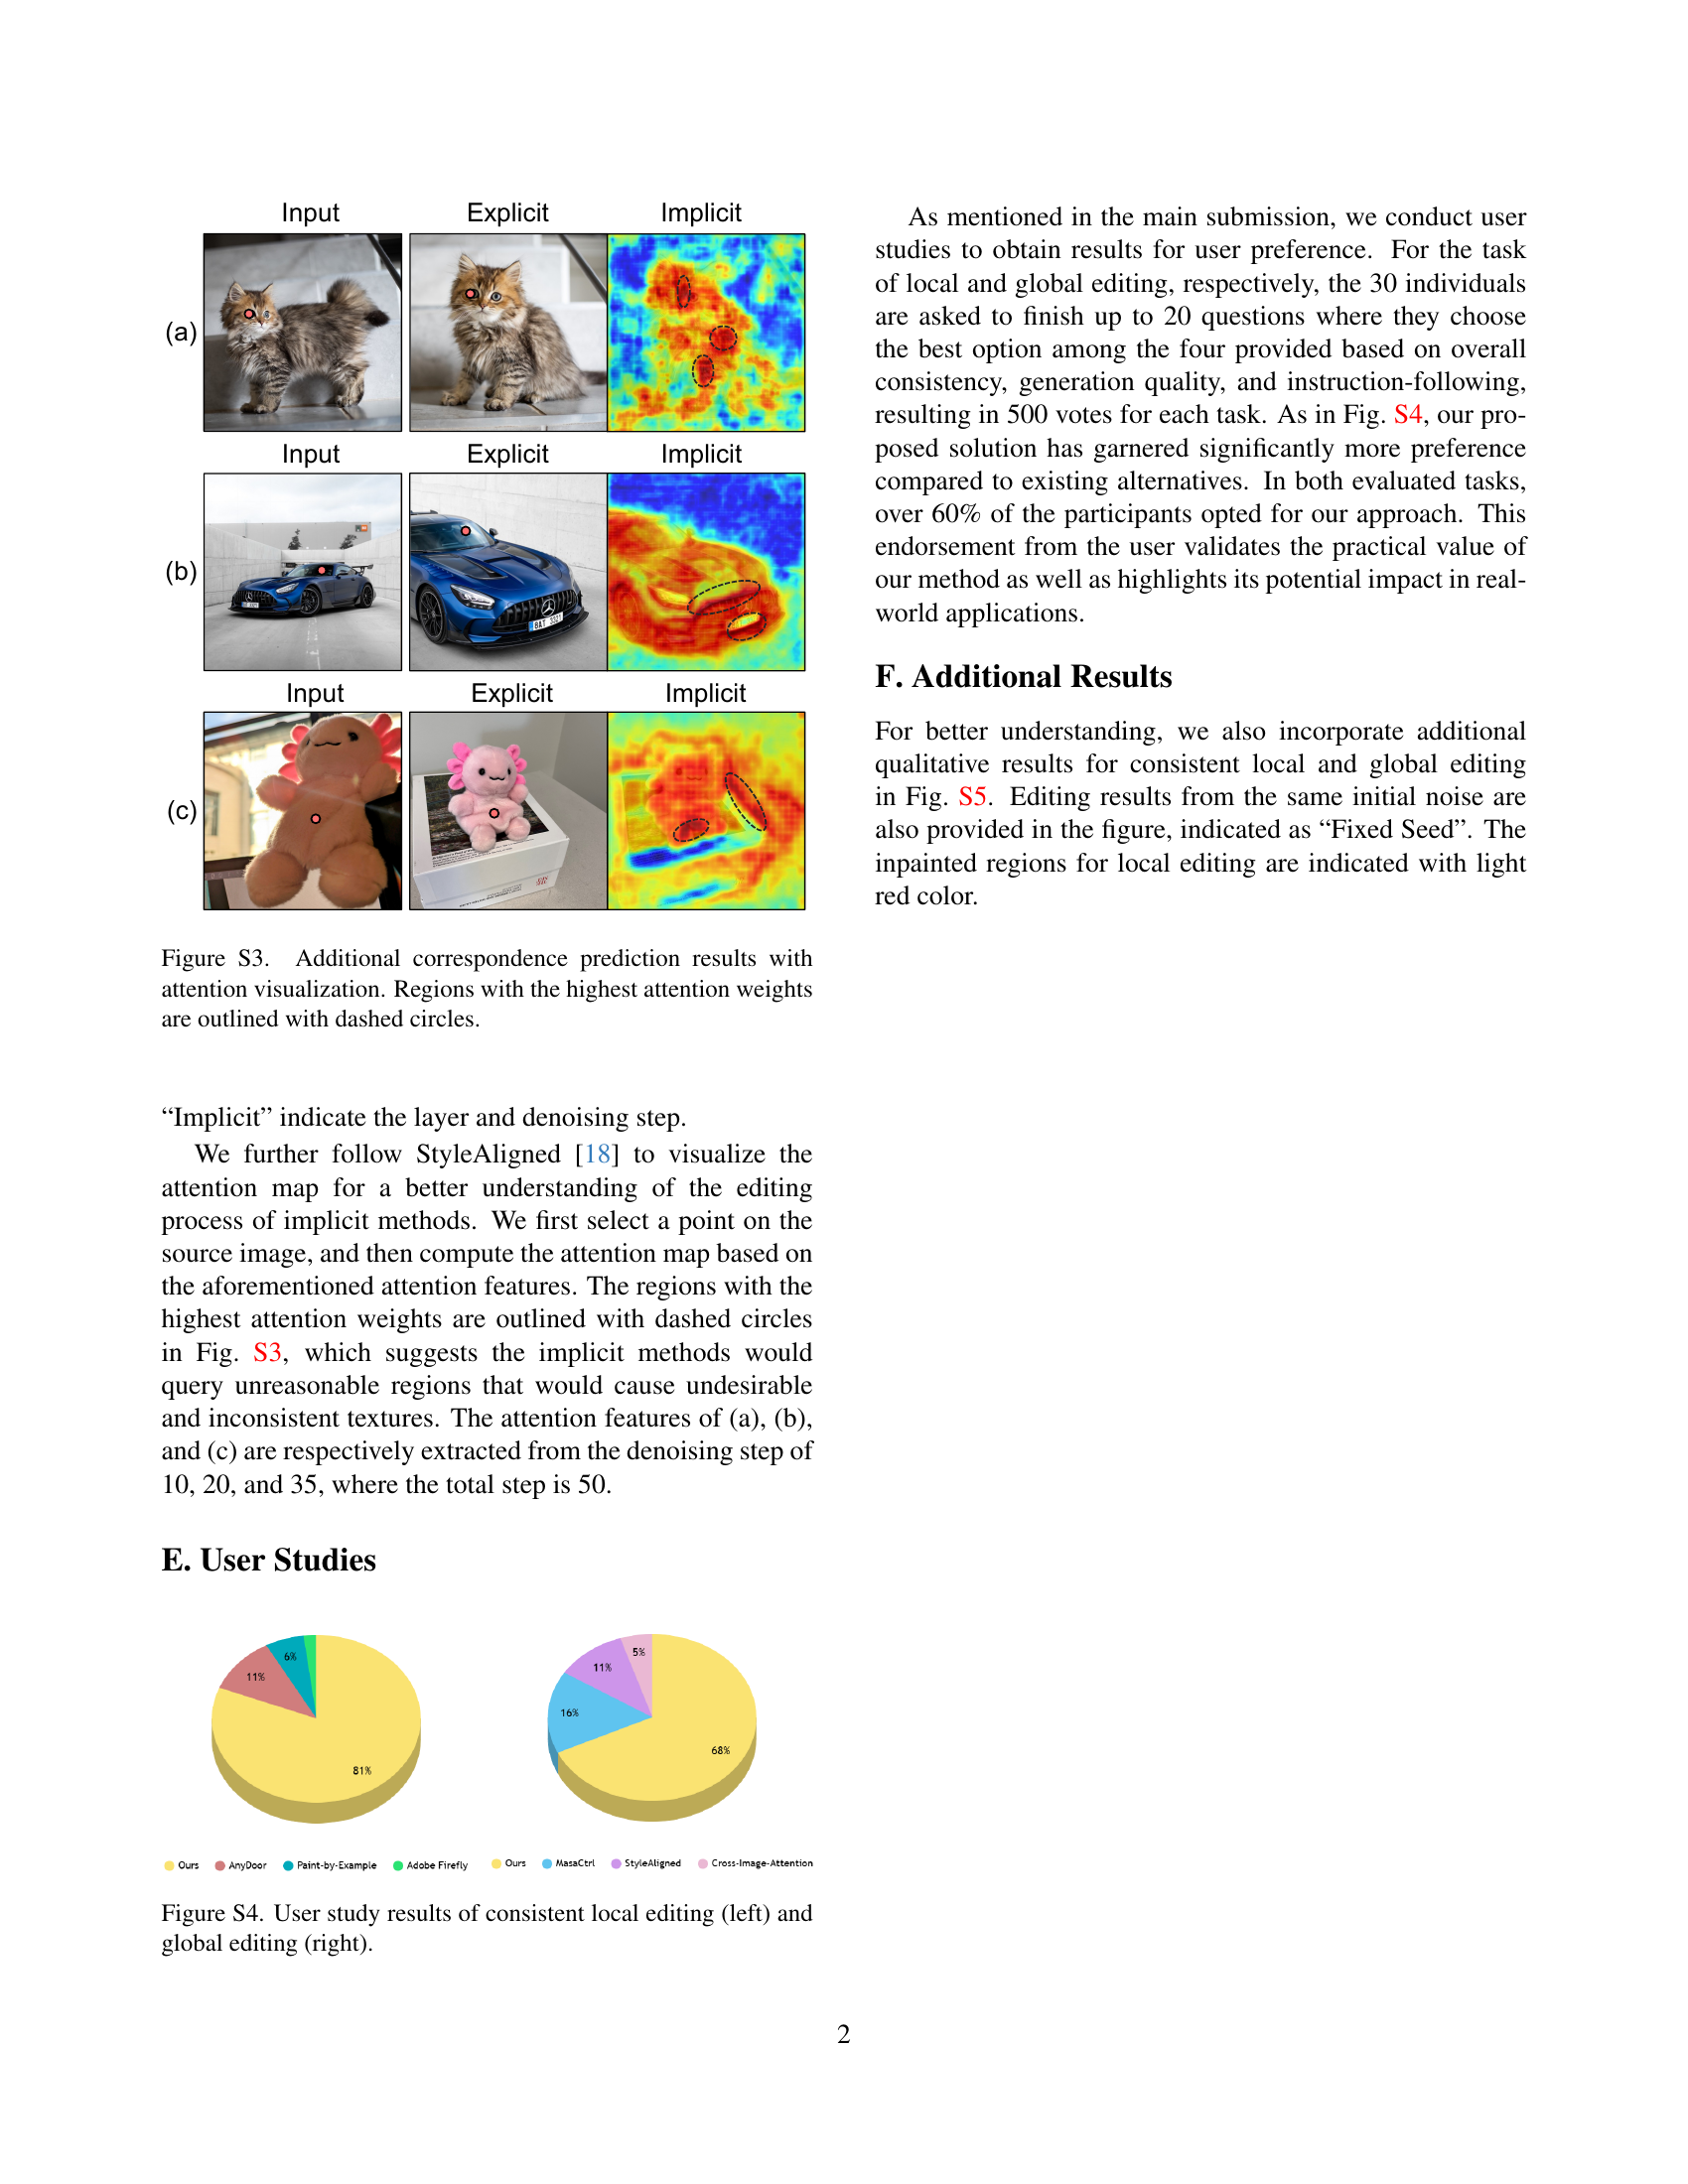 Input Explicit Implicit
(a)
Input Explicit Implicit
(b)
BAT 3321
Input Explicit Implicit
(c)
Figure S3. Additional correspondence prediction results with
attention visualization. Regions with the highest attention weights
are outlined with dashed circles.
“Implicit” indicate the layer and denoising step.
We further follow StyleAligned [18] to visualize the
attention map for a better understanding of the editing
process of implicit methods. We first select a point on the
source image, and then compute the attention map based on
the aforementioned attention features. The regions with the
highest attention weights are outlined with dashed circles
in Fig. S3, which suggests the implicit methods would
query unreasonable regions that would cause undesirable
and inconsistent textures. The attention features of (a), (b),
and (c) are respectively extracted from the denoising step of
10, 20, and 35, where the total step is 50.
E. User Studies
6%
11%
81%
5%
11%
16%
68%
Ours AnyDoor Paint-by-Example Adobe Firefly
Ours MasaCtrl StyleAligned Cross-Image-Attention
Figure S4. User study results of consistent local editing (left) and
global editing (right).
As mentioned in the main submission, we conduct user
studies to obtain results for user preference. For the task
of local and global editing, respectively, the 30 individuals
are asked to finish up to 20 questions where they choose
the best option among the four provided based on overall
consistency, generation quality, and instruction-following,
resulting in 500 votes for each task. As in Fig. S4, our pro-
posed solution has garnered significantly more preference
compared to existing alternatives. In both evaluated tasks,
over 60% of the participants opted for our approach. This
endorsement from the user validates the practical value of
our method as well as highlights its potential impact in real-
world applications.
F. Additional Results
For better understanding, we also incorporate additional
qualitative results for consistent local and global editing
in Fig. S5. Editing results from the same initial noise are
also provided in the figure, indicated as “Fixed Seed”. The
inpainted regions for local editing are indicated with light
red color.
2